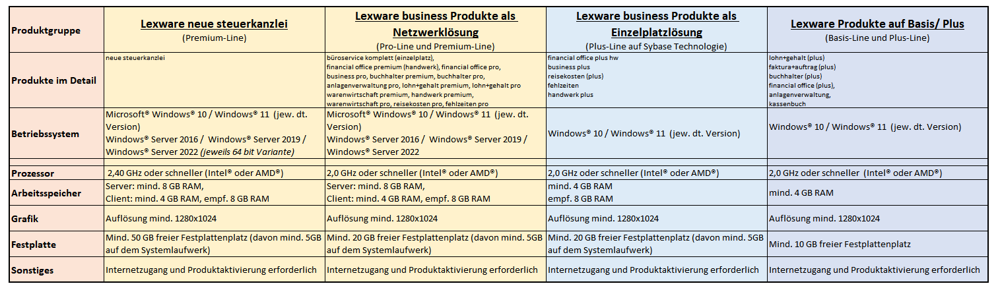 Produktgruppe
Lexware neue steuerkanzlei
(Premium-Line)
Lexware business Produkte als
Netzwerklösung
(Pro-Line und Premium-Line)
Lexware business Produkte als
Einzelplatzlösung
(Plus-Line auf Sybase Technologie)
Lexware Produkte auf Basis/ Plus
(Basis-Line und Plus-Line)
Produkte im Detail
neue steuerkanzlei
büroservice komplett (einzelplatz),
financial office premium (handwerk), financial office pro,
business pro, buchhalter premium, buchhalter pro,
anlagenverwaltung pro, lohn+gehalt premium, lohn+gehalt pro
warenwirtschaft premium, handwerk premium,
warenwirtschaft pro, reisekosten pro, fehlzeiten pro
financial office plus hw
business plus
reisekosten (plus)
fehlzeiten
handwerk plus
lohn+gehalt (plus)
faktura+auftrag (plus)
buchhalter (plus)
financial office (plus),
anlagenverwaltung,
kassenbuch
Betriebssystem
Microsoft® Windows® 10 / Windows® 11 (jew. dt.
Version)
Windows® Server 2016 / Windows® Server 2019 /
Windows® Server 2022 (jeweils 64 bit Variante)
Microsoft® Windows® 10 / Windows® 11 (jew. dt.
Version)
Windows® Server 2016 / Windows® Server 2019 /
Windows® Server 2022
Windows® 10 / Windows® 11 (jew. dt. Version)
Windows® 10 / Windows® 11 (jew. dt. Version)
Prozessor
2,40 GHz oder schneller (Intel® oder AMD®)
2,0 GHz oder schneller (Intel® oder AMD®)
2,0 GHz oder schneller (Intel® oder AMD®)
2,0 GHz oder schneller (Intel® oder AMD®)
Arbeitsspeicher
Server: mind. 8 GB RAM,
Client: mind. 4 GB RAM, empf. 8 GB RAM
Server: mind. 8 GB RAM,
Client: mind. 4 GB RAM, empf. 8 GB RAM
mind. 4 GB RAM
empf. 8 GB RAM
mind. 4 GB RAM
Grafik
Auflösung mind. 1280x1024
Auflösung mind. 1280x1024
Auflösung mind. 1280x1024
Auflösung mind. 1280x1024
Festplatte
Mind. 50 GB freier Festplattenplatz (davon mind. 5GB
auf dem Systemlaufwerk)
Mind. 20 GB freier Festplattenplatz (davon mind. 5GB
auf dem Systemlaufwerk)
Mind. 20 GB freier Festplattenplatz (davon mind. 5GB
auf dem Systemlaufwerk)
Mind. 10 GB freier Festplattenplatz
Sonstiges
Internetzugang und Produktaktivierung erforderlich
Internetzugang und Produktaktivierung erforderlich
Internetzugang und Produktaktivierung erforderlich
Internetzugang und Produktaktivierung erforderlich